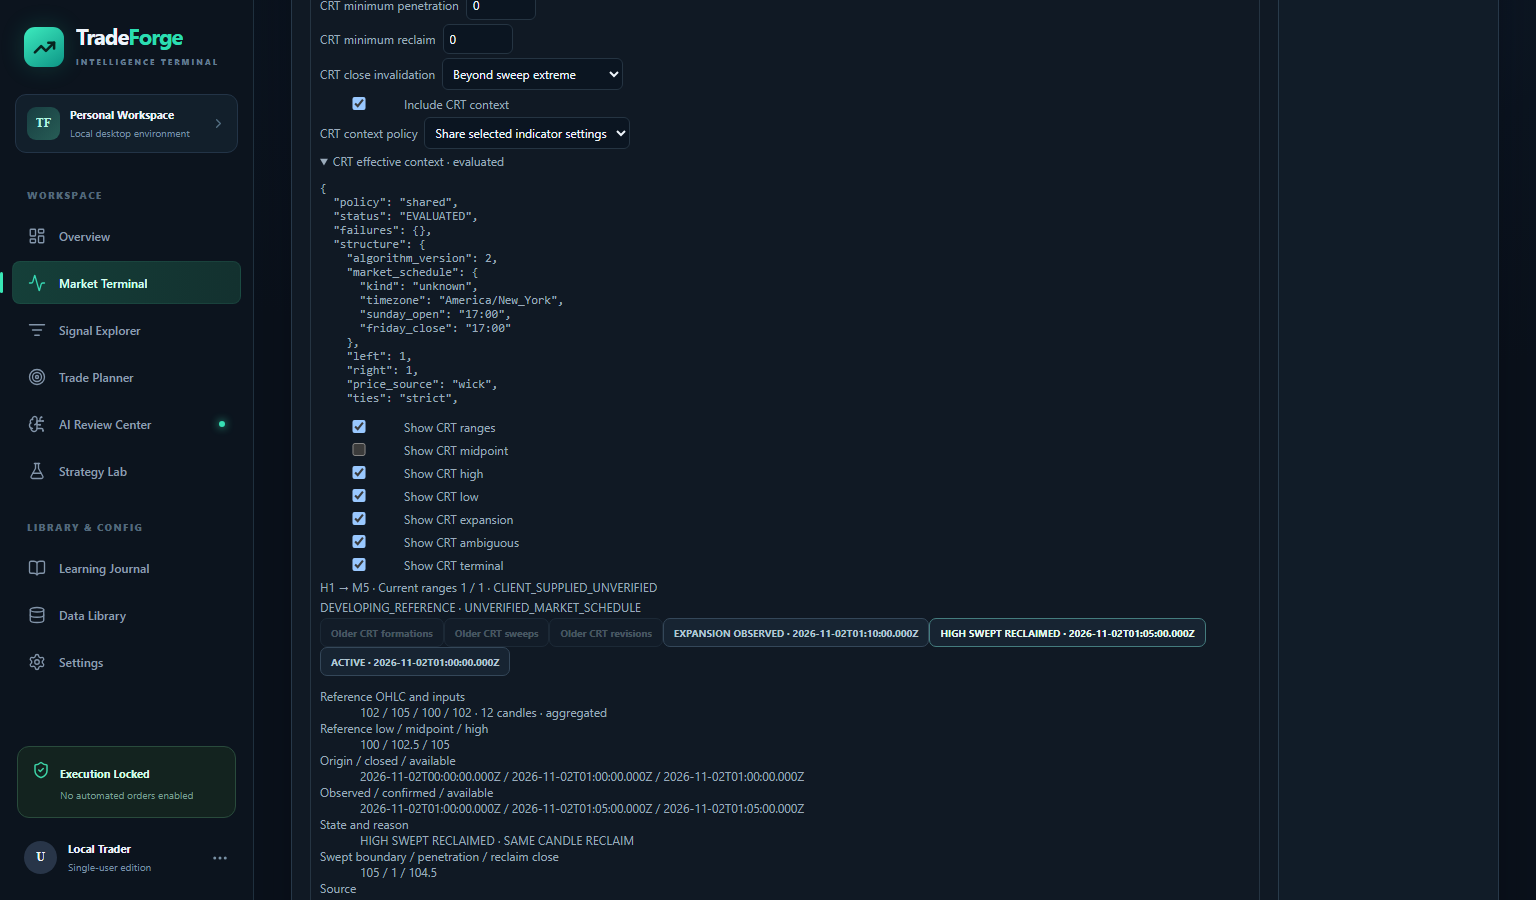 TradeForge
INTELLIGENCE TERMINAL
TF
Personal Workspace
Local desktop environment
WORKSPACE
Overview
Market Terminal
Signal Explorer
Trade Planner
AI Review Center
Strategy Lab
LIBRARY & CONFIG
Learning Journal
Data Library
Settings
Execution Locked
No automated orders enabled
U
Local Trader
Single-user edition
CRT minimum penetration 0
CRT minimum reclaim 0
CRT close invalidation Beyond sweep extreme
Include CRT context
CRT context policy Share selected indicator settings
▼ CRT effective context · evaluated
{
  "policy": "shared",
  "status": "EVALUATED",
  "failures": {},
  "structure": {
    "algorithm_version": 2,
    "market_schedule": {
      "kind": "unknown",
      "timezone": "America/New_York",
      "sunday_open": "17:00",
      "friday_close": "17:00"
    },
    "left": 1,
    "right": 1,
    "price_source": "wick",
    "ties": "strict",
Show CRT ranges
Show CRT midpoint
Show CRT high
Show CRT low
Show CRT expansion
Show CRT ambiguous
Show CRT terminal
H1 → M5 · Current ranges 1 / 1 · CLIENT_SUPPLIED_UNVERIFIED
DEVELOPING_REFERENCE · UNVERIFIED_MARKET_SCHEDULE
Older CRT formations Older CRT sweeps Older CRT revisions EXPANSION OBSERVED · 2026-11-02T01:10:00.000Z HIGH SWEPT RECLAIMED · 2026-11-02T01:05:00.000Z
ACTIVE · 2026-11-02T01:00:00.000Z
Reference OHLC and inputs
102 / 105 / 100 / 102 · 12 candles · aggregated
Reference low / midpoint / high
100 / 102.5 / 105
Origin / closed / available
2026-11-02T00:00:00.000Z / 2026-11-02T01:00:00.000Z / 2026-11-02T01:00:00.000Z
Observed / confirmed / available
2026-11-02T01:00:00.000Z / 2026-11-02T01:05:00.000Z / 2026-11-02T01:05:00.000Z
State and reason
HIGH SWEPT RECLAIMED · SAME CANDLE RECLAIM
Swept boundary / penetration / reclaim close
105 / 1 / 104.5
Source